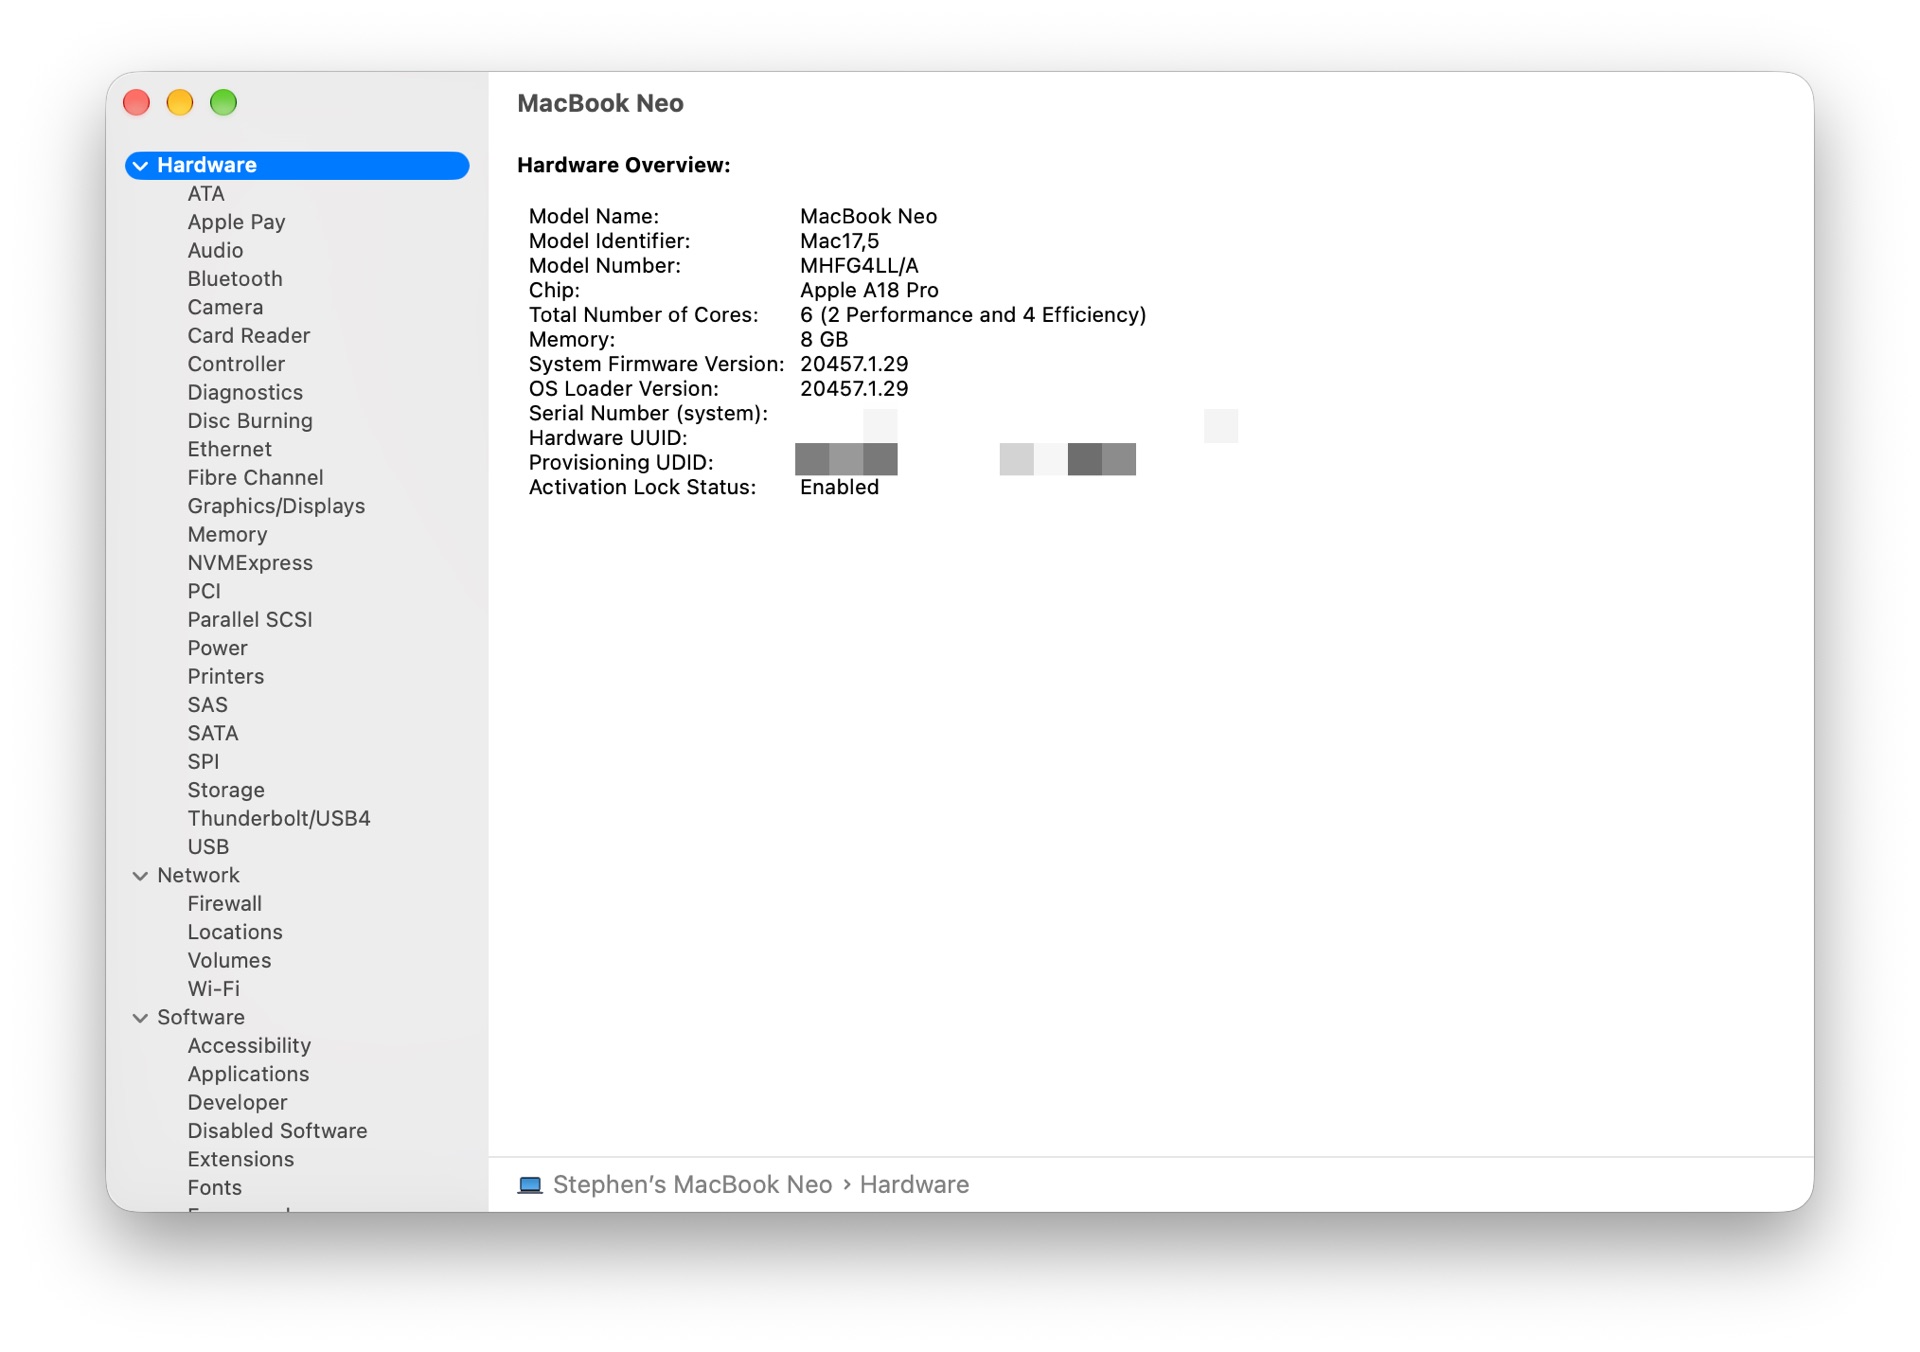 MacBook Neo
Hardware
ATA
Apple Pay
Audio
Bluetooth
Camera
Card Reader
Controller
Diagnostics
Disc Burning
Ethernet
Fibre Channel
Graphics/Displays
Memory
NVMExpress
PCI
Parallel SCSI
Power
Printers
SAS
SATA
SPI
Storage
Thunderbolt/USB4
USB
Network
Firewall
Locations
Volumes
Wi-Fi
Software
Accessibility
Applications
Developer
Disabled Software
Extensions
Fonts
Hardware Overview:
Model Name: MacBook Neo
Model Identifier: Mac17,5
Model Number: MHFG4LL/A
Chip: Apple A18 Pro
Total Number of Cores: 6 (2 Performance and 4 Efficiency)
Memory: 8 GB
System Firmware Version: 20457.1.29
OS Loader Version: 20457.1.29
Serial Number (system):
Hardware UUID:
Provisioning UDID:
Activation Lock Status: Enabled
Stephen’s MacBook Neo › Hardware